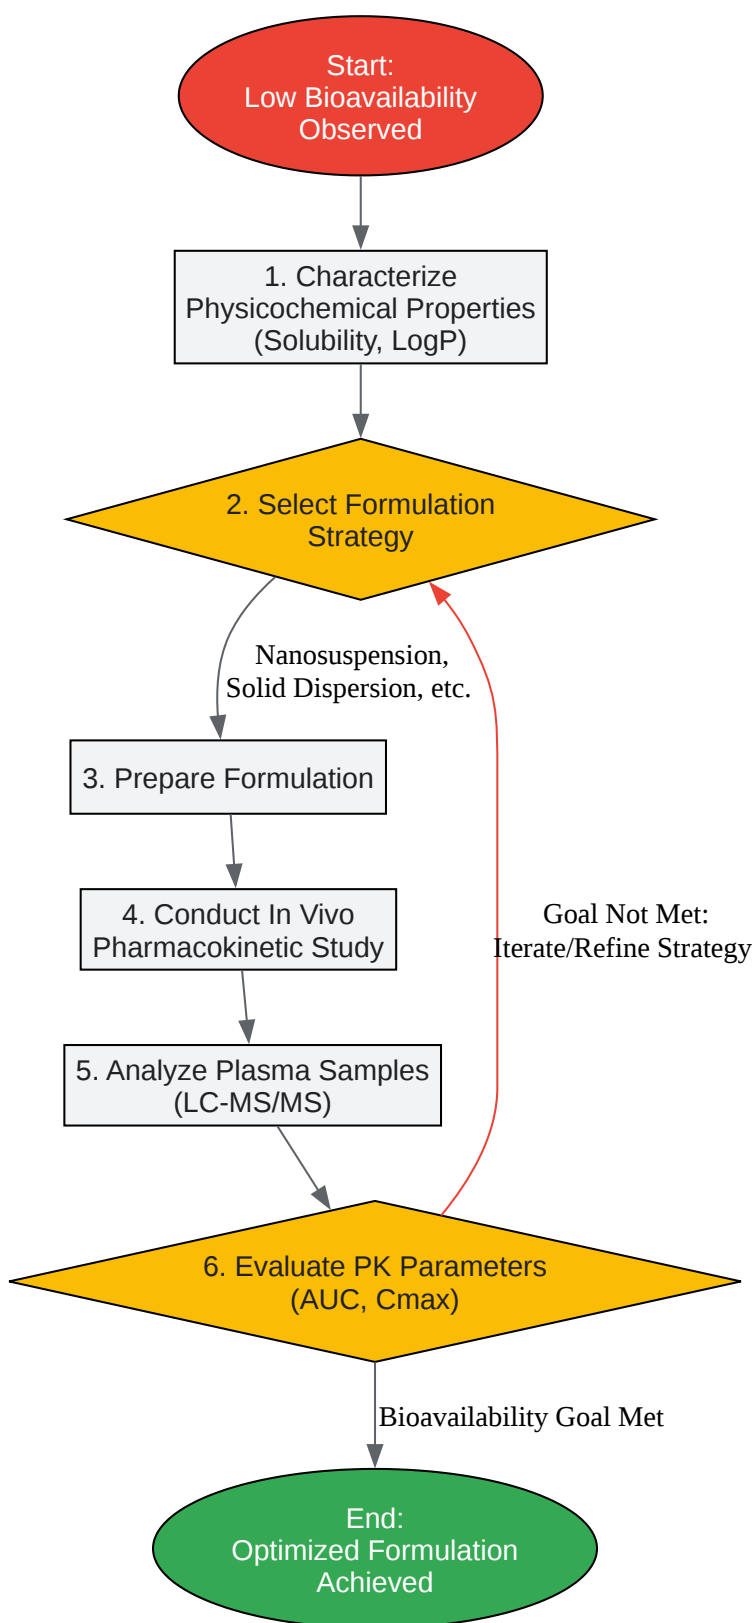 Start:
Low Bioavailability
Observed
1. Characterize
Physicochemical Properties
(Solubility, LogP)
2. Select Formulation
Strategy
Nanosuspension,
Solid Dispersion, etc.
3. Prepare Formulation
4. Conduct In Vivo
Pharmacokinetic Study
Goal Not Met:
Iterate/Refine Strategy
5. Analyze Plasma Samples
(LC-MS/MS)
6. Evaluate PK Parameters
(AUC, Cmax)
Bioavailability Goal Met
End:
Optimized Formulation
Achieved